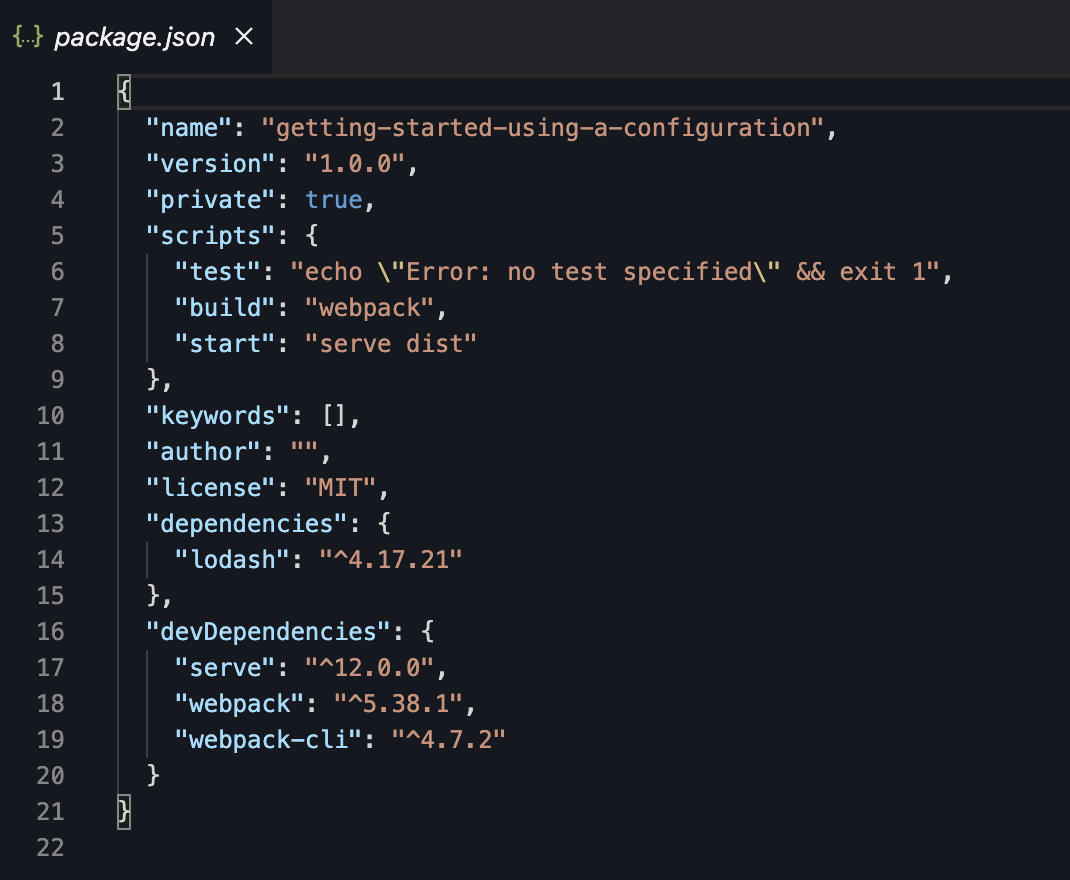 {...} package.json ×
1 {
2   "name": "getting-started-using-a-configuration",
3   "version": "1.0.0",
4   "private": true,
5   "scripts": {
6     "test": "echo \"Error: no test specified\" && exit 1",
7     "build": "webpack",
8     "start": "serve dist"
9   },
10   "keywords": [],
11   "author": "",
12   "license": "MIT",
13   "dependencies": {
14     "lodash": "^4.17.21"
15   },
16   "devDependencies": {
17     "serve": "^12.0.0",
18     "webpack": "^5.38.1",
19     "webpack-cli": "^4.7.2"
20   }
21 }
22